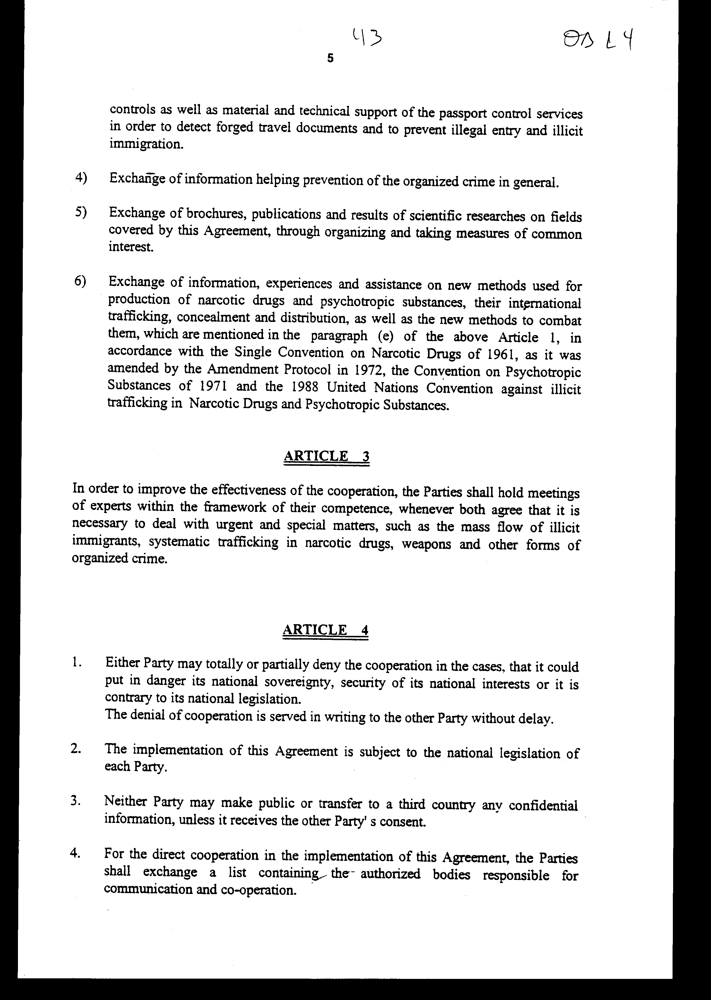 43
5
controls as well as material and technical support of the passport control services
in order to detect forged travel documents and to prevent illegal entry and illicit
immigration.
4) Exchange of information helping prevention of the organized crime in general.
5) Exchange of brochures, publications and results of scientific researches on fields
covered by this Agreement, through organizing and taking measures of common
interest.
6) Exchange of information, experiences and assistance on new methods used for
production of narcotic drugs and psychotropic substances, their international
trafficking, concealment and distribution, as well as the new methods to combat
them, which are mentioned in the paragraph (e) of the above Article 1, in
accordance with the Single Convention on Narcotic Drugs of 1961, as it was
amended by the Amendment Protocol in 1972, the Convention on Psychotropic
Substances of 1971 and the 1988 United Nations Convention against illicit
trafficking in Narcotic Drugs and Psychotropic Substances.
ARTICLE 3
In order to improve the effectiveness of the cooperation, the Parties shall hold meetings
of experts within the framework of their competence, whenever both agree that it is
necessary to deal with urgent and special matters, such as the mass flow of illicit
immigrants, systematic trafficking in narcotic drugs, weapons and other forms of
organized crime.
ARTICLE 4
1. Either Party may totally or partially deny the cooperation in the cases, that it could
put in danger its national sovereignty, security of its national interests or it is
contrary to its national legislation.
The denial of cooperation is served in writing to the other Party without delay.
2. The implementation of this Agreement is subject to the national legislation of
each Party.
3. Neither Party may make public or transfer to a third country any confidential
information, unless it receives the other Party' s consent.
4. For the direct cooperation in the implementation of this Agreement, the Parties
shall exchange a list containing the authorized bodies responsible for
communication and co-operation.